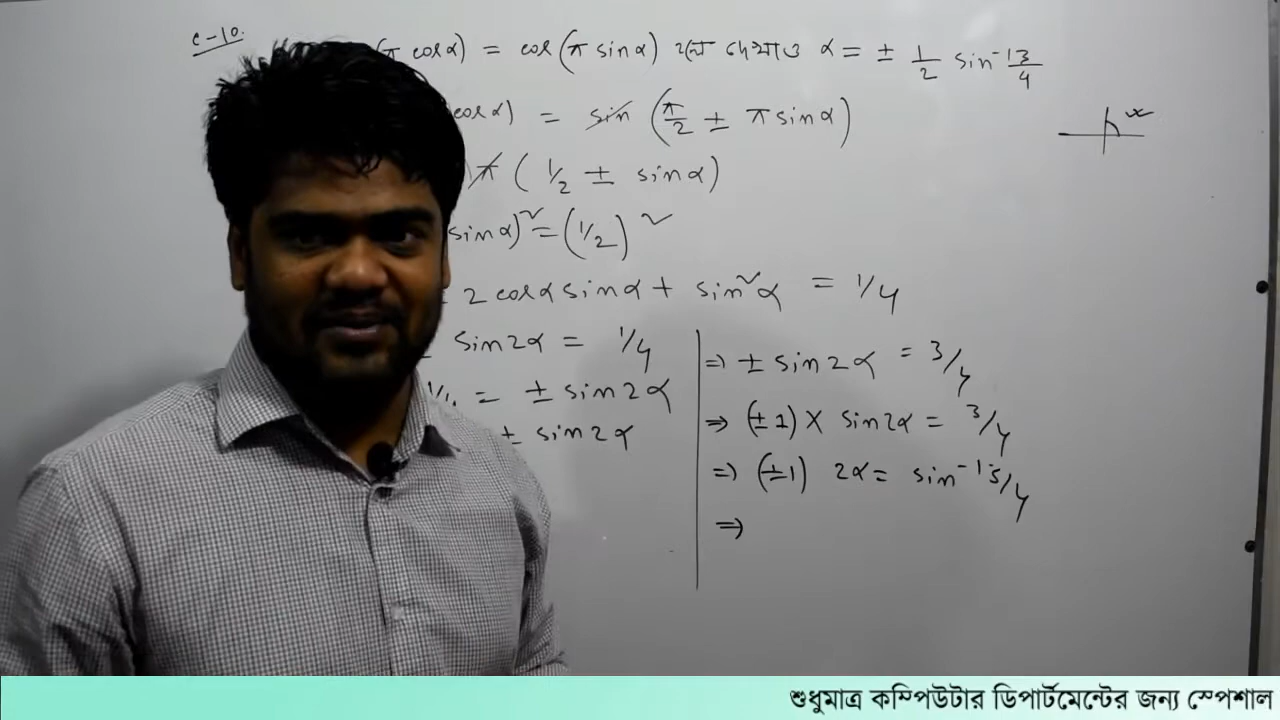 c-10.
(π cosα) = cos(π sinα) হলে দেখাও α = ± 1/2 sin⁻¹ 3/4
x
cosα) = sin (π/2 ± π sinα)
π (1/2 ± sinα)
sinα)² = (1/2)²
2 cosα sinα + sin²α = 1/4
sin2α = 1/4
= ± sin2α
± sin2α
⇒ ± sin2α = 3/4
⇒ (±1) × sin2α = 3/4
⇒ (±1) 2α = sin⁻¹ 3/4
⇒
শুধুমাত্র কম্পিউটার ডিপার্টমেন্টের জন্য স্পেশাল